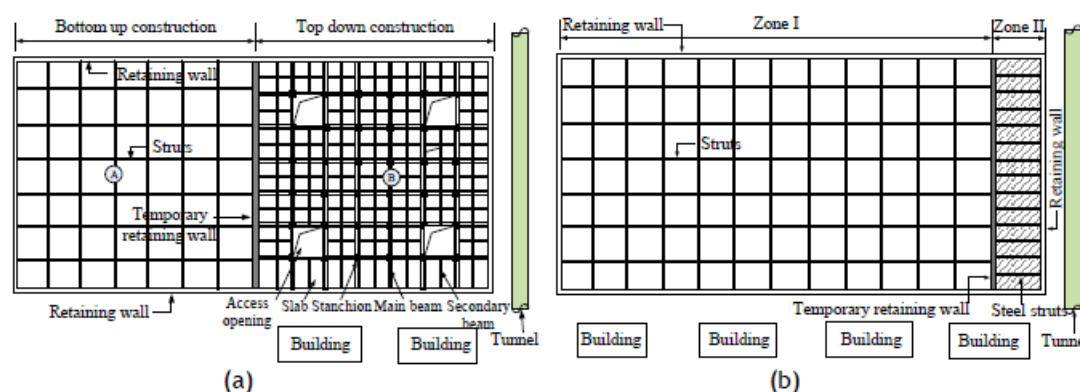 Bottom up construction
Top down construction
Retaining wall
Struts
A
B
Temporary
retaining wall
Retaining wall
Access
opening
Slab
Stanchion
Main beam
Secondary
beam
Tunnel
Building
Building
(a)
Retaining wall
Zone I
Zone II
Struts
Retaining wall
Temporary retaining wall
Steel struts
Tunnel
Building
Building
Building
Building
(b)